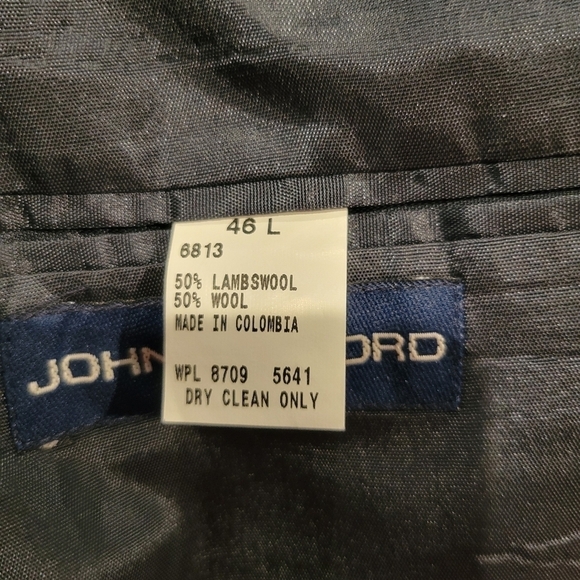 46 L
6813
50% LAMBSWOOL
50% WOOL
MADE IN COLOMBIA
JOHN ORD
WPL 8709 5641
DRY CLEAN ONLY